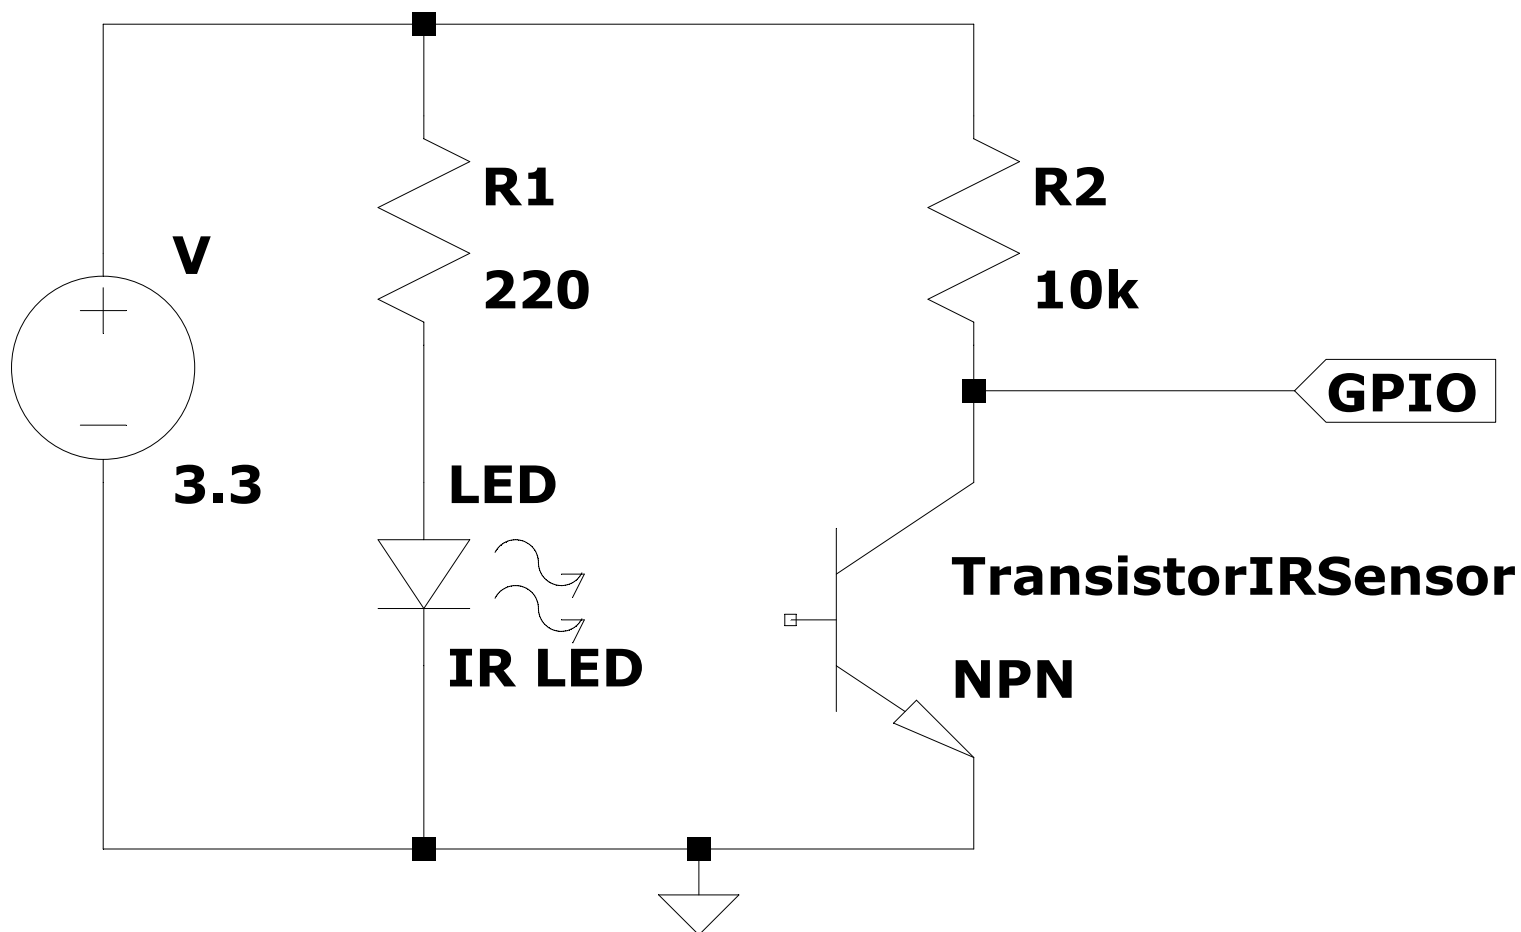 V
3.3
R1
220
LED
IR LED
R2
10k
GPIO
TransistorIRSensor
NPN